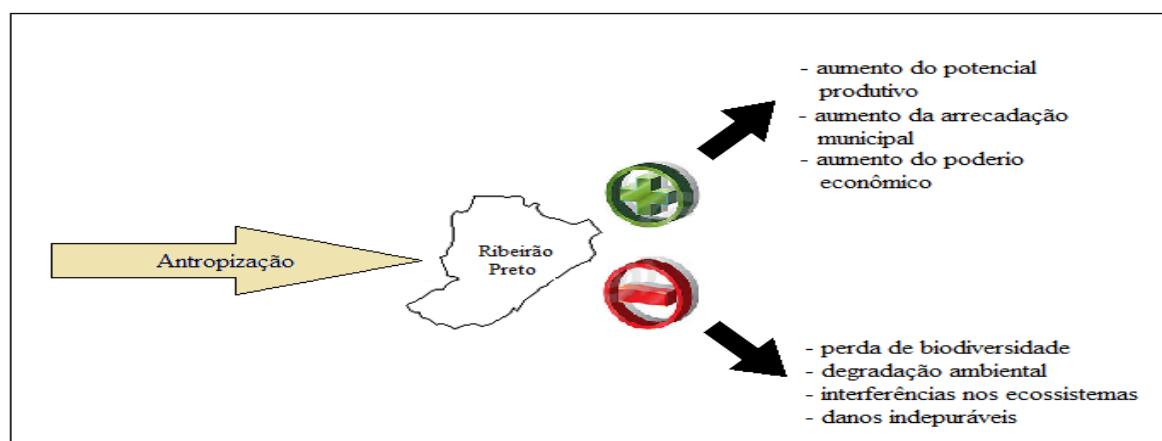 Antropização
Ribeirão
Preto
- aumento do potencial
produtivo
- aumento da arrecadação
municipal
- aumento do poderio
econômico
- perda de biodiversidade
- degradação ambiental
- interferências nos ecossistemas
- danos indepuráveis